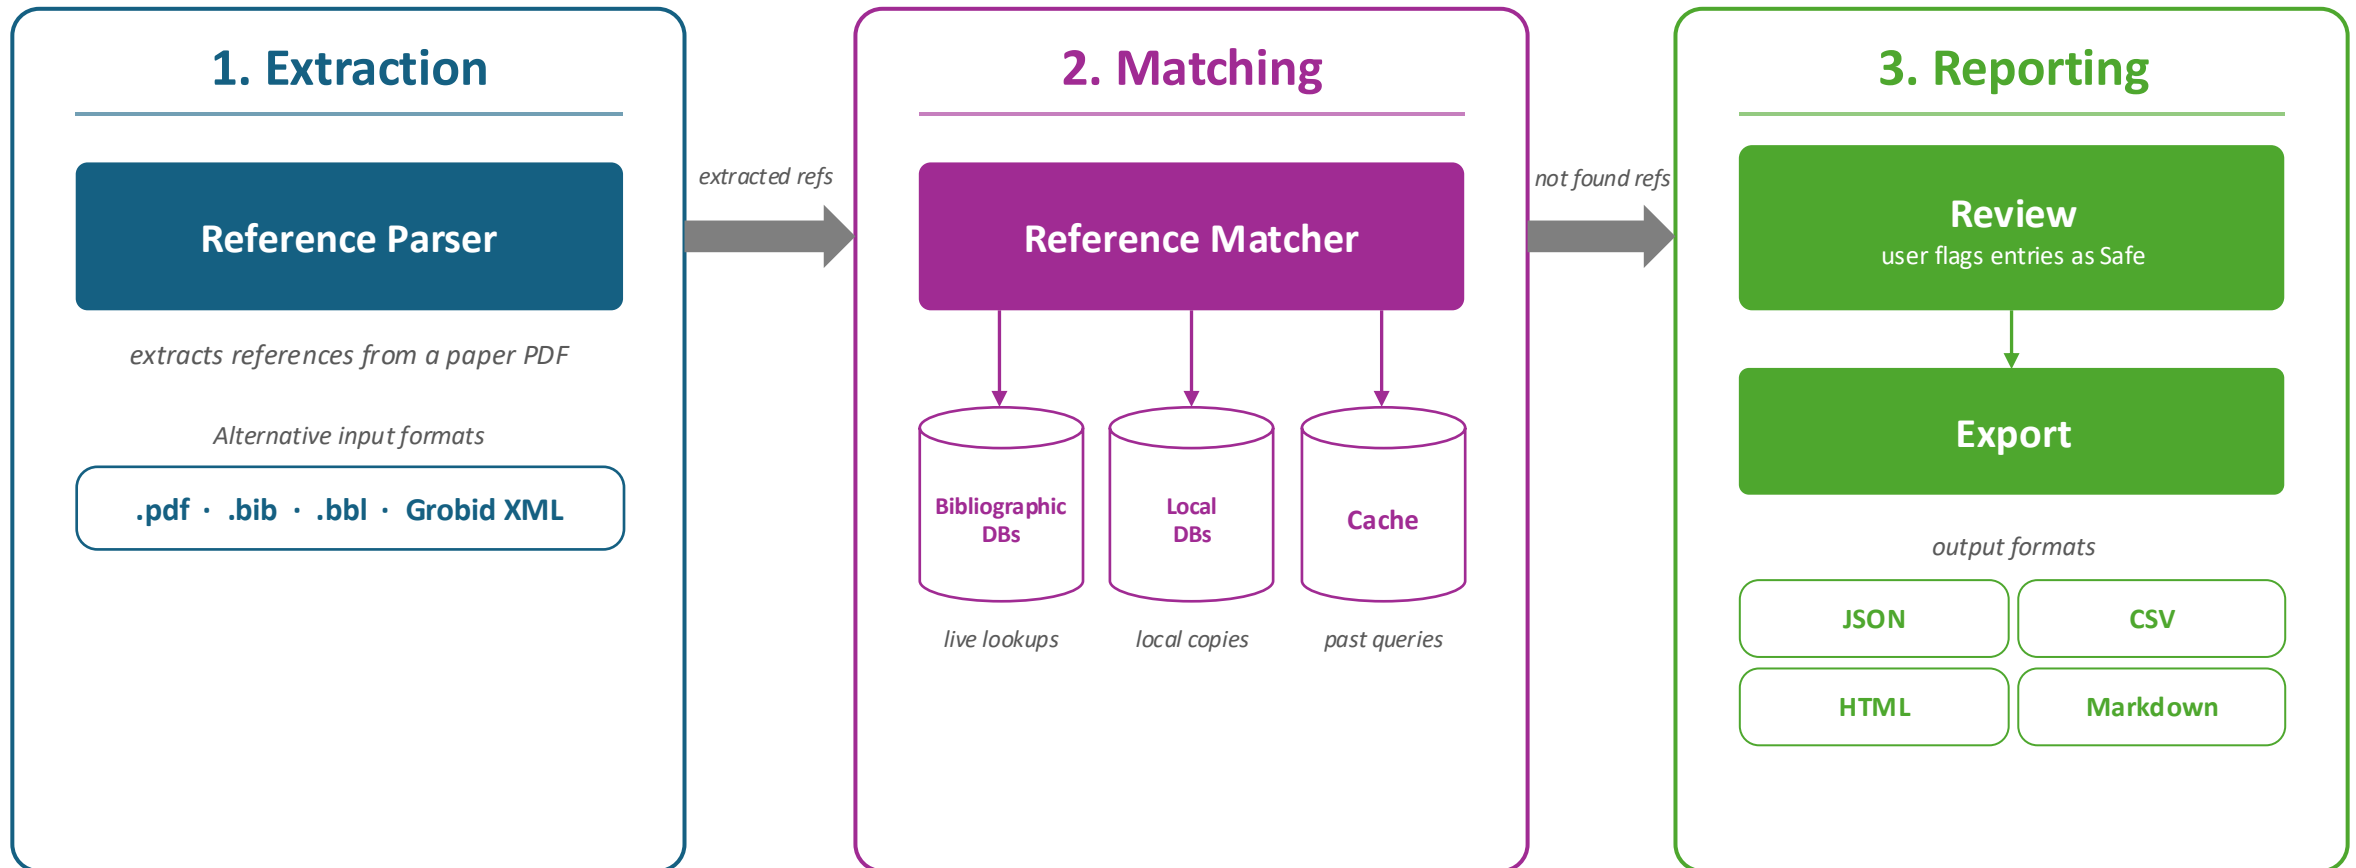 1. Extraction
Reference Parser
extracts references from a paper PDF
Alternative input formats
.pdf · .bib · .bbl · Grobid XML
extracted refs
2. Matching
Reference Matcher
Bibliographic
DBs
Local
DBs
Cache
live lookups
local copies
past queries
not found refs
3. Reporting
Review
user flags entries as Safe
Export
output formats
JSON
CSV
HTML
Markdown